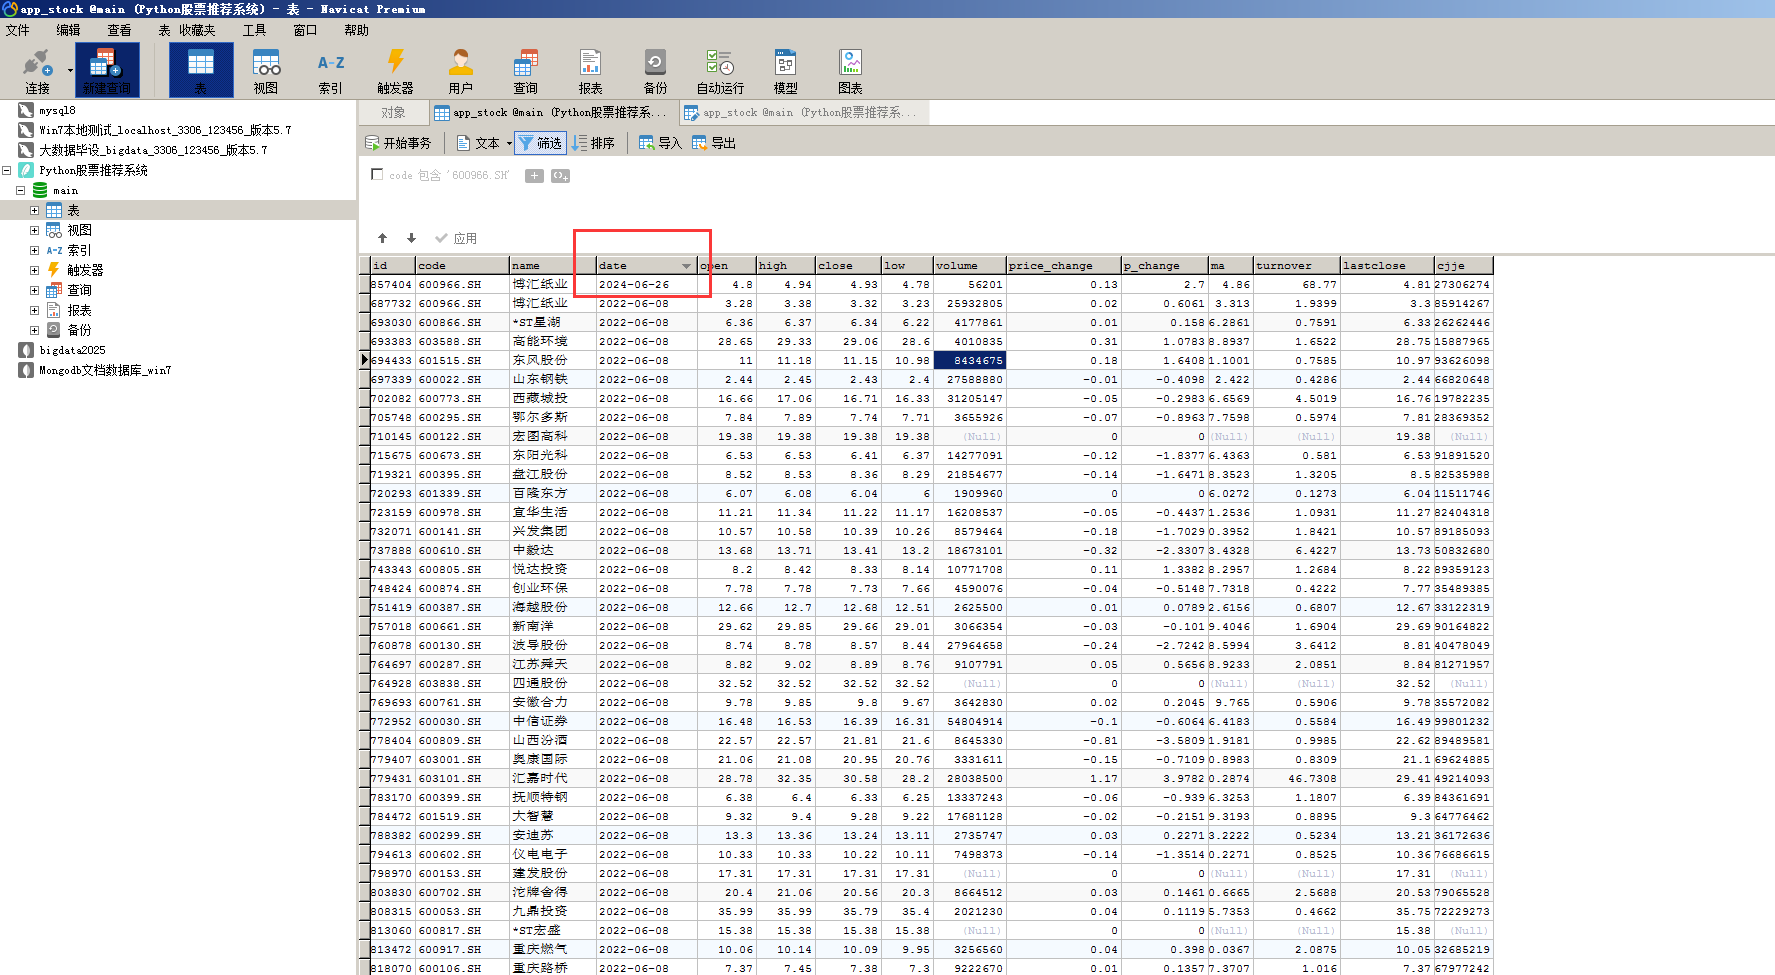 app_stock @main (Python股票推荐系统) - 表 - Navicat Premium
文件 编辑 查看 表 收藏夹 工具 窗口 帮助
连接 新建查询 表 视图 索引 触发器 用户 查询 报表 备份 自动运行 模型 图表
mysql8
Win7本地测试_localhost_3306_123456_版本5.7
大数据毕设_bigdata_3306_123456_版本5.7
Python股票推荐系统
main
表
视图
索引
触发器
查询
报表
备份
bigdata2025
Mongodb文档数据库_win7
对象 app_stock @main (Python股票推荐系... app_stock @main (Python股票推荐系...
开始事务 文本 筛选 排序 导入 导出
code 包含 '600966.SH'
应用
id code name date open high close low volume price_change p_change ma turnover lastclose cjje
857404 600966.SH 博汇纸业 2024-06-26 4.8 4.94 4.93 4.78 56201 0.13 2.7 4.86 68.77 4.81 27306274
687732 600966.SH 博汇纸业 2022-06-08 3.28 3.38 3.32 3.23 25932805 0.02 0.6061 3.313 1.9399 3.3 85914267
693030 600866.SH *ST星湖 2022-06-08 6.36 6.37 6.34 6.22 4177861 0.01 0.158 6.2861 0.7591 6.33 26262446
693383 603588.SH 高能环境 2022-06-08 28.65 29.33 29.06 28.6 4010835 0.31 1.0783 8.8937 1.6522 28.75 15887965
694433 601515.SH 东风股份 2022-06-08 11 11.18 11.15 10.98 8434675 0.18 1.6408 1.1001 0.7585 10.97 93626098
697339 600022.SH 山东钢铁 2022-06-08 2.44 2.45 2.43 2.4 27588880 -0.01 -0.4098 2.422 0.4286 2.44 66820648
702082 600773.SH 西藏城投 2022-06-08 16.66 17.06 16.71 16.33 31205147 -0.05 -0.2983 6.6569 4.5019 16.76 19782235
705748 600295.SH 鄂尔多斯 2022-06-08 7.84 7.89 7.74 7.71 3655926 -0.07 -0.8963 7.7598 0.5974 7.81 28369352
710145 600122.SH 宏图高科 2022-06-08 19.38 19.38 19.38 19.38 (Null) 0 0 (Null) (Null) 19.38 (Null)
715675 600673.SH 东阳光科 2022-06-08 6.53 6.53 6.41 6.37 14277091 -0.12 -1.8377 6.4363 0.581 6.53 91891520
719321 600395.SH 盘江股份 2022-06-08 8.52 8.53 8.36 8.29 21854677 -0.14 -1.6471 8.3523 1.3205 8.5 82535988
720293 601339.SH 百隆东方 2022-06-08 6.07 6.08 6.04 6 1909960 0 0 6.0272 0.1273 6.04 11511746
723159 600978.SH 宜华生活 2022-06-08 11.21 11.34 11.22 11.17 16208537 -0.05 -0.4437 1.2536 1.0931 11.27 82404318
732071 600141.SH 兴发集团 2022-06-08 10.57 10.58 10.39 10.26 8579464 -0.18 -1.7029 0.3952 1.8421 10.57 89185093
737888 600610.SH 中毅达 2022-06-08 13.68 13.71 13.41 13.2 18673101 -0.32 -2.3307 3.4328 6.4227 13.73 50832680
743343 600805.SH 悦达投资 2022-06-08 8.2 8.42 8.33 8.14 10771708 0.11 1.3382 8.2957 1.2684 8.22 89359123
748424 600874.SH 创业环保 2022-06-08 7.78 7.78 7.73 7.66 4590076 -0.04 -0.5148 7.7318 0.4222 7.77 35489385
751419 600387.SH 海越股份 2022-06-08 12.66 12.7 12.68 12.51 2625500 0.01 0.0789 2.6156 0.6807 12.67 33122319
757018 600661.SH 新南洋 2022-06-08 29.62 29.85 29.66 29.01 3066354 -0.03 -0.101 9.4046 1.6904 29.69 90164822
760878 600130.SH 波导股份 2022-06-08 8.74 8.78 8.57 8.44 27964658 -0.24 -2.7242 8.5994 3.6412 8.81 40478049
764697 600287.SH 江苏舜天 2022-06-08 8.82 9.02 8.89 8.76 9107791 0.05 0.5656 8.9233 2.0851 8.84 81271957
764928 603838.SH 四通股份 2022-06-08 32.52 32.52 32.52 32.52 (Null) 0 0 (Null) (Null) 32.52 (Null)
769693 600761.SH 安徽合力 2022-06-08 9.78 9.85 9.8 9.67 3642830 0.02 0.2045 9.765 0.5906 9.78 35572082
772952 600030.SH 中信证券 2022-06-08 16.48 16.53 16.39 16.31 54804914 -0.1 -0.6064 6.4183 0.5584 16.49 99801232
778404 600809.SH 山西汾酒 2022-06-08 22.57 22.57 21.81 21.6 8645330 -0.81 -3.5809 1.9181 0.9985 22.62 89489581
779407 603001.SH 奥康国际 2022-06-08 21.06 21.08 20.95 20.76 3331611 -0.15 -0.7109 0.8983 0.8309 21.1 69624885
779431 603101.SH 汇嘉时代 2022-06-08 28.78 32.35 30.58 28.2 28038500 1.17 3.9782 0.2874 46.7308 29.41 49214093
783170 600399.SH 抚顺特钢 2022-06-08 6.38 6.4 6.33 6.25 13337243 -0.06 -0.939 6.3253 1.1807 6.39 84361691
784472 601519.SH 大智慧 2022-06-08 9.32 9.4 9.28 9.22 17681128 -0.02 -0.2151 9.3193 0.8895 9.3 64776462
788382 600299.SH 安迪苏 2022-06-08 13.3 13.36 13.24 13.11 2735747 0.03 0.2271 3.2222 0.5234 13.21 36172636
794613 600602.SH 仪电电子 2022-06-08 10.33 10.33 10.22 10.11 7498373 -0.14 -1.3514 0.2271 0.8525 10.36 76686615
798970 600153.SH 建发股份 2022-06-08 17.31 17.31 17.31 17.31 (Null) 0 0 (Null) (Null) 17.31 (Null)
803830 600702.SH 沱牌舍得 2022-06-08 20.4 21.06 20.56 20.3 8664512 0.03 0.1461 0.6665 2.5688 20.53 79065528
808315 600053.SH 九鼎投资 2022-06-08 35.99 35.99 35.79 35.4 2021230 0.04 0.1119 5.7353 0.4662 35.75 72229273
813060 600817.SH *ST宏盛 2022-06-08 15.38 15.38 15.38 15.38 (Null) 0 0 (Null) (Null) 15.38 (Null)
813472 600917.SH 重庆燃气 2022-06-08 10.06 10.14 10.09 9.95 3256560 0.04 0.398 0.0367 2.0875 10.05 32685219
818070 600106.SH 重庆路桥 2022-06-08 7.37 7.45 7.38 7.3 9222670 0.01 0.1357 7.3707 1.016 7.37 67977242